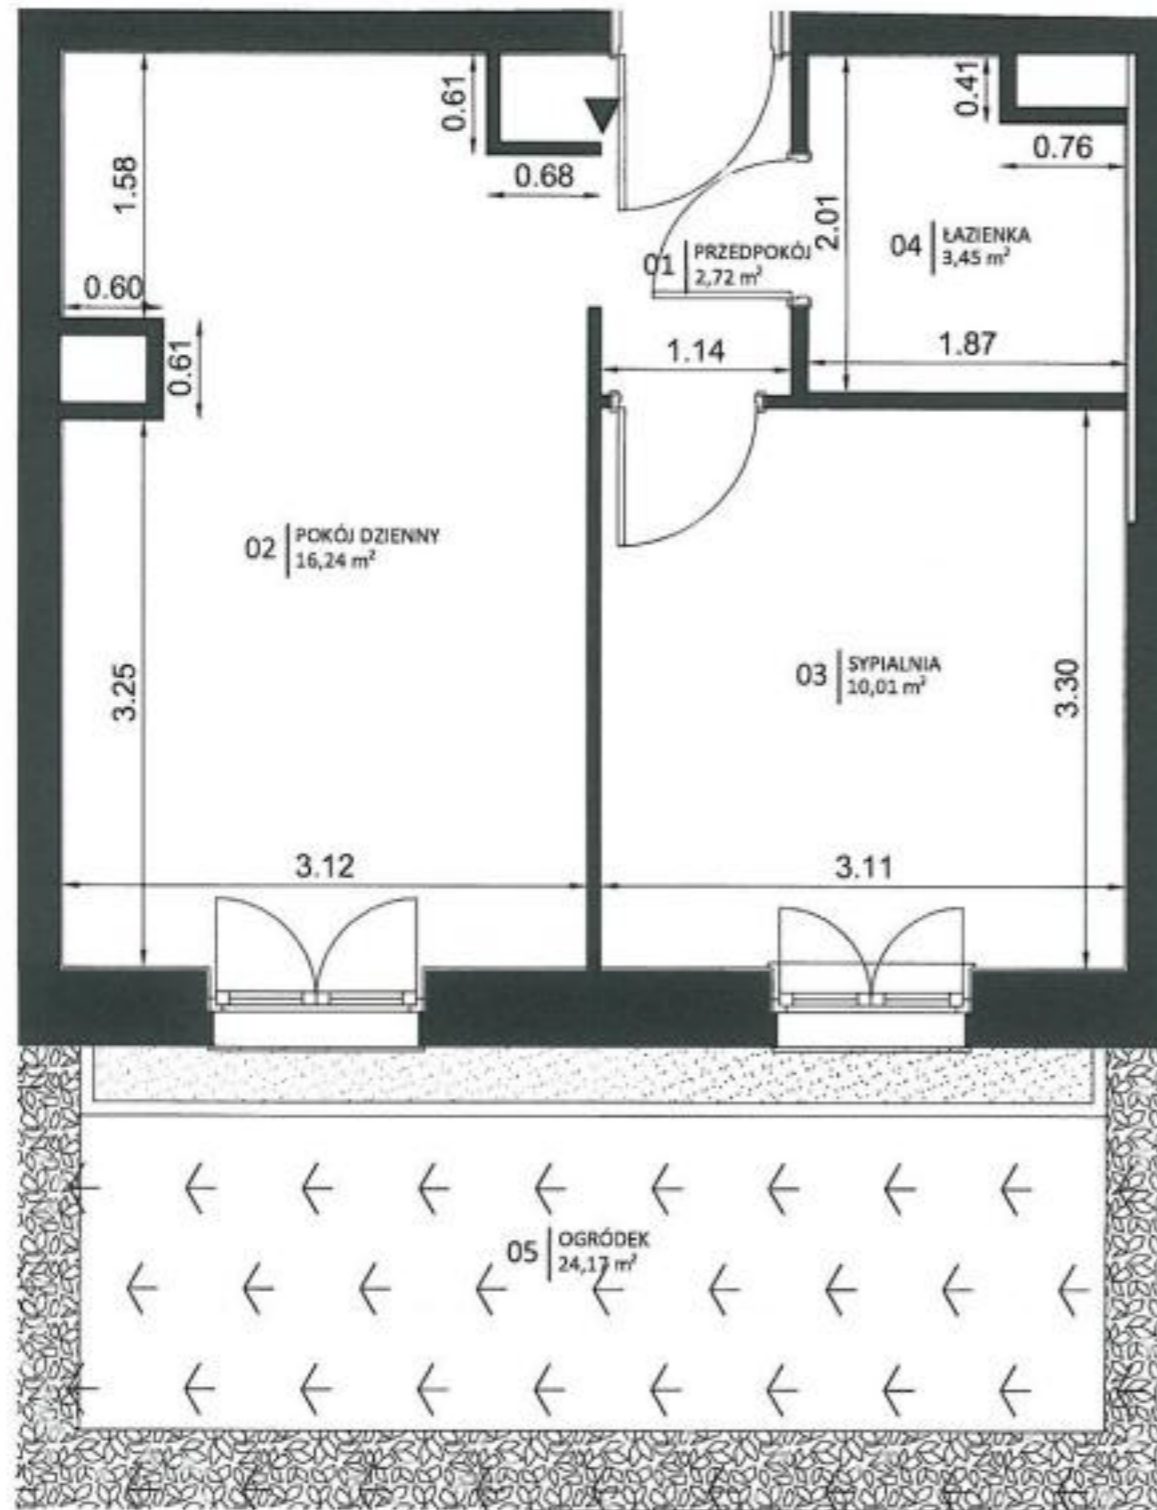 0.61
0.41
1.58
0.68
0.76
2.01
04 ŁAZIENKA
3,45 m²
01 PRZEDPOKÓJ
2,72 m²
0.60
0.61
1.14
1.87
02 POKÓJ DZIENNY
16,24 m²
03 SYPIALNIA
10,01 m²
3.25
3.30
3.12
3.11
05 OGRÓDEK
24,17 m²